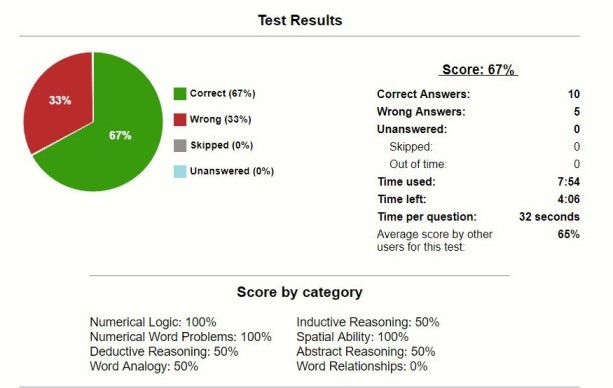 Test Results
33%
67%
Correct (67%)
Wrong (33%)
Skipped (0%)
Unanswered (0%)
Score: 67%
Correct Answers: 10
Wrong Answers: 5
Unanswered: 0
Skipped: 0
Out of time: 0
Time used: 7:54
Time left: 4:06
Time per question: 32 seconds
Average score by other 65%
users for this test:
Score by category
Numerical Logic: 100%
Numerical Word Problems: 100%
Deductive Reasoning: 50%
Word Analogy: 50%
Inductive Reasoning: 50%
Spatial Ability: 100%
Abstract Reasoning: 50%
Word Relationships: 0%